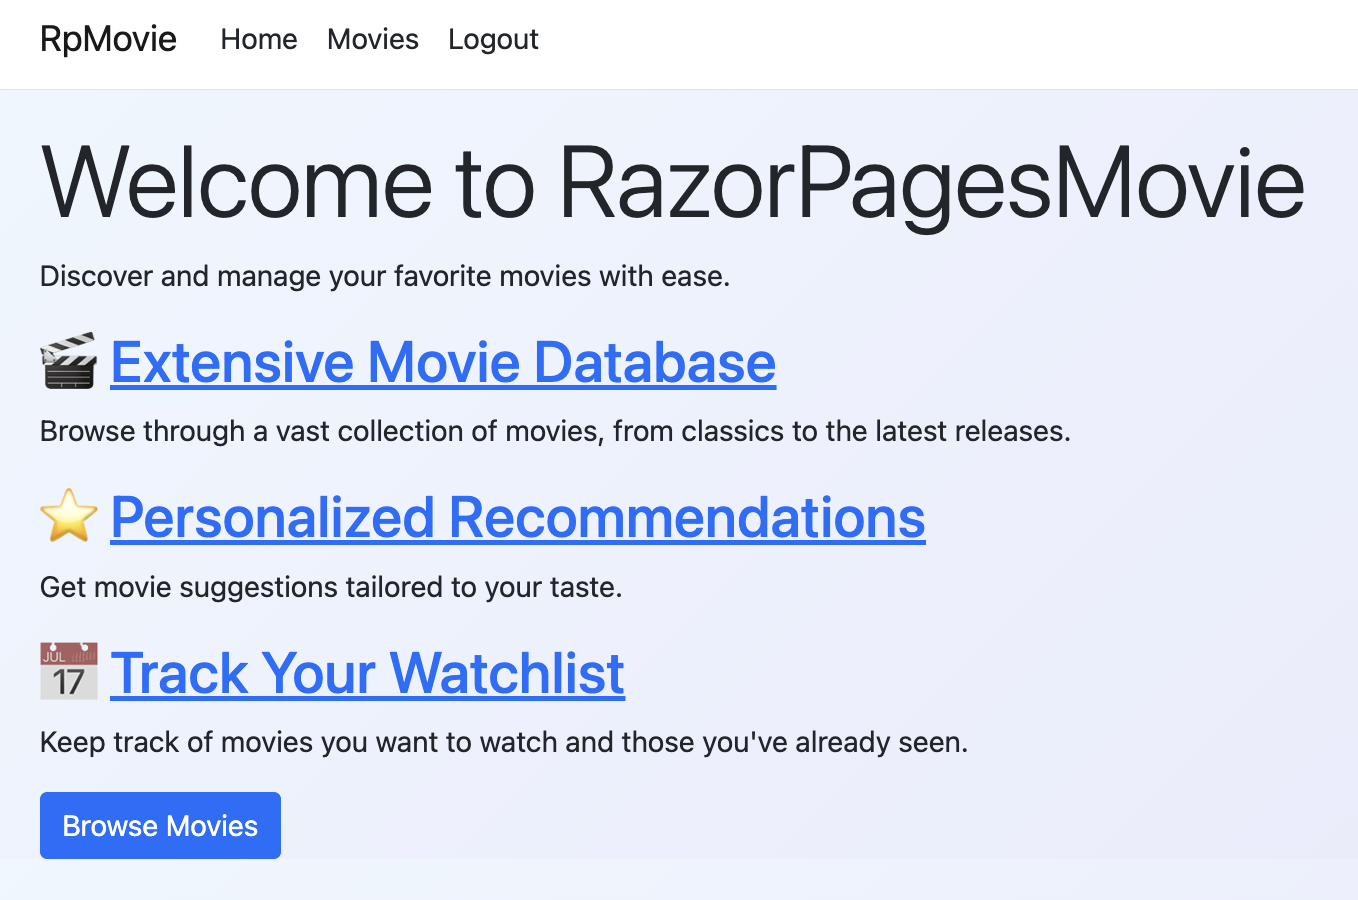 RpMovie Home Movies Logout
Welcome to RazorPagesMovie
Discover and manage your favorite movies with ease.
Extensive Movie Database
Browse through a vast collection of movies, from classics to the latest releases.
Personalized Recommendations
Get movie suggestions tailored to your taste.
JUL
17
Track Your Watchlist
Keep track of movies you want to watch and those you've already seen.
Browse Movies